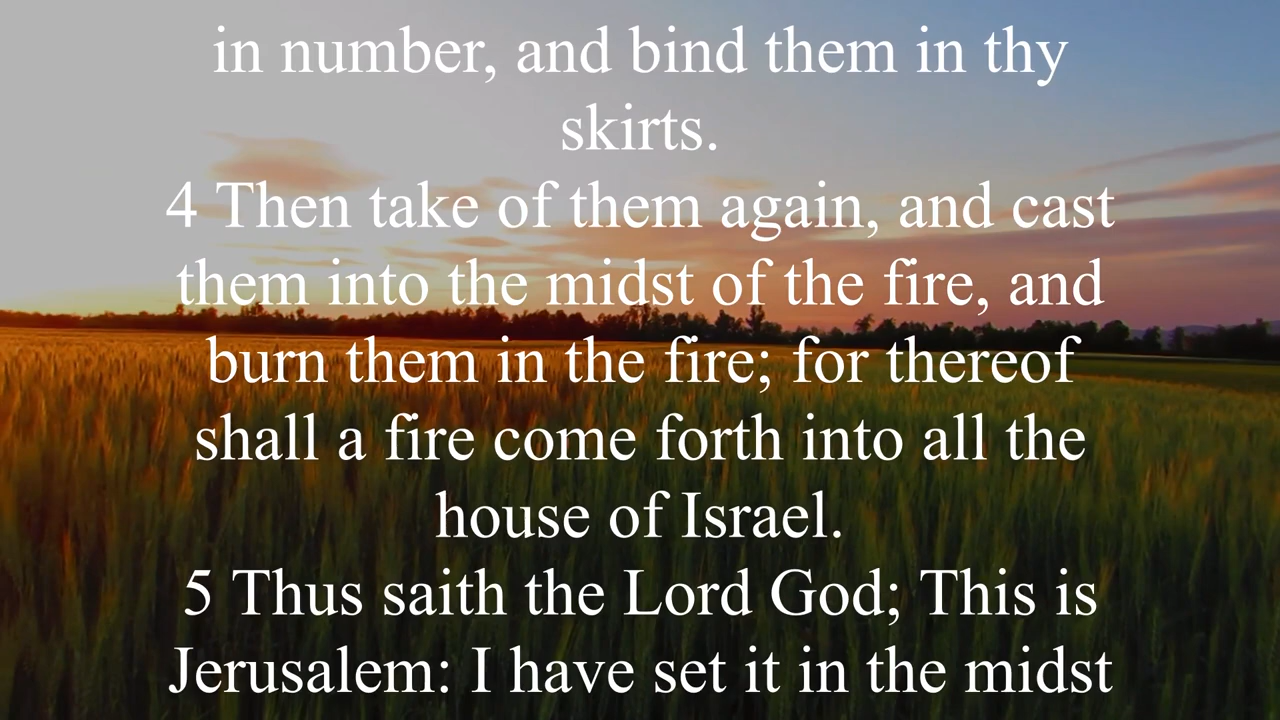 in number, and bind them in thy
skirts.
4 Then take of them again, and cast
them into the midst of the fire, and
burn them in the fire; for thereof
shall a fire come forth into all the
house of Israel.
5 Thus saith the Lord God; This is
Jerusalem: I have set it in the midst